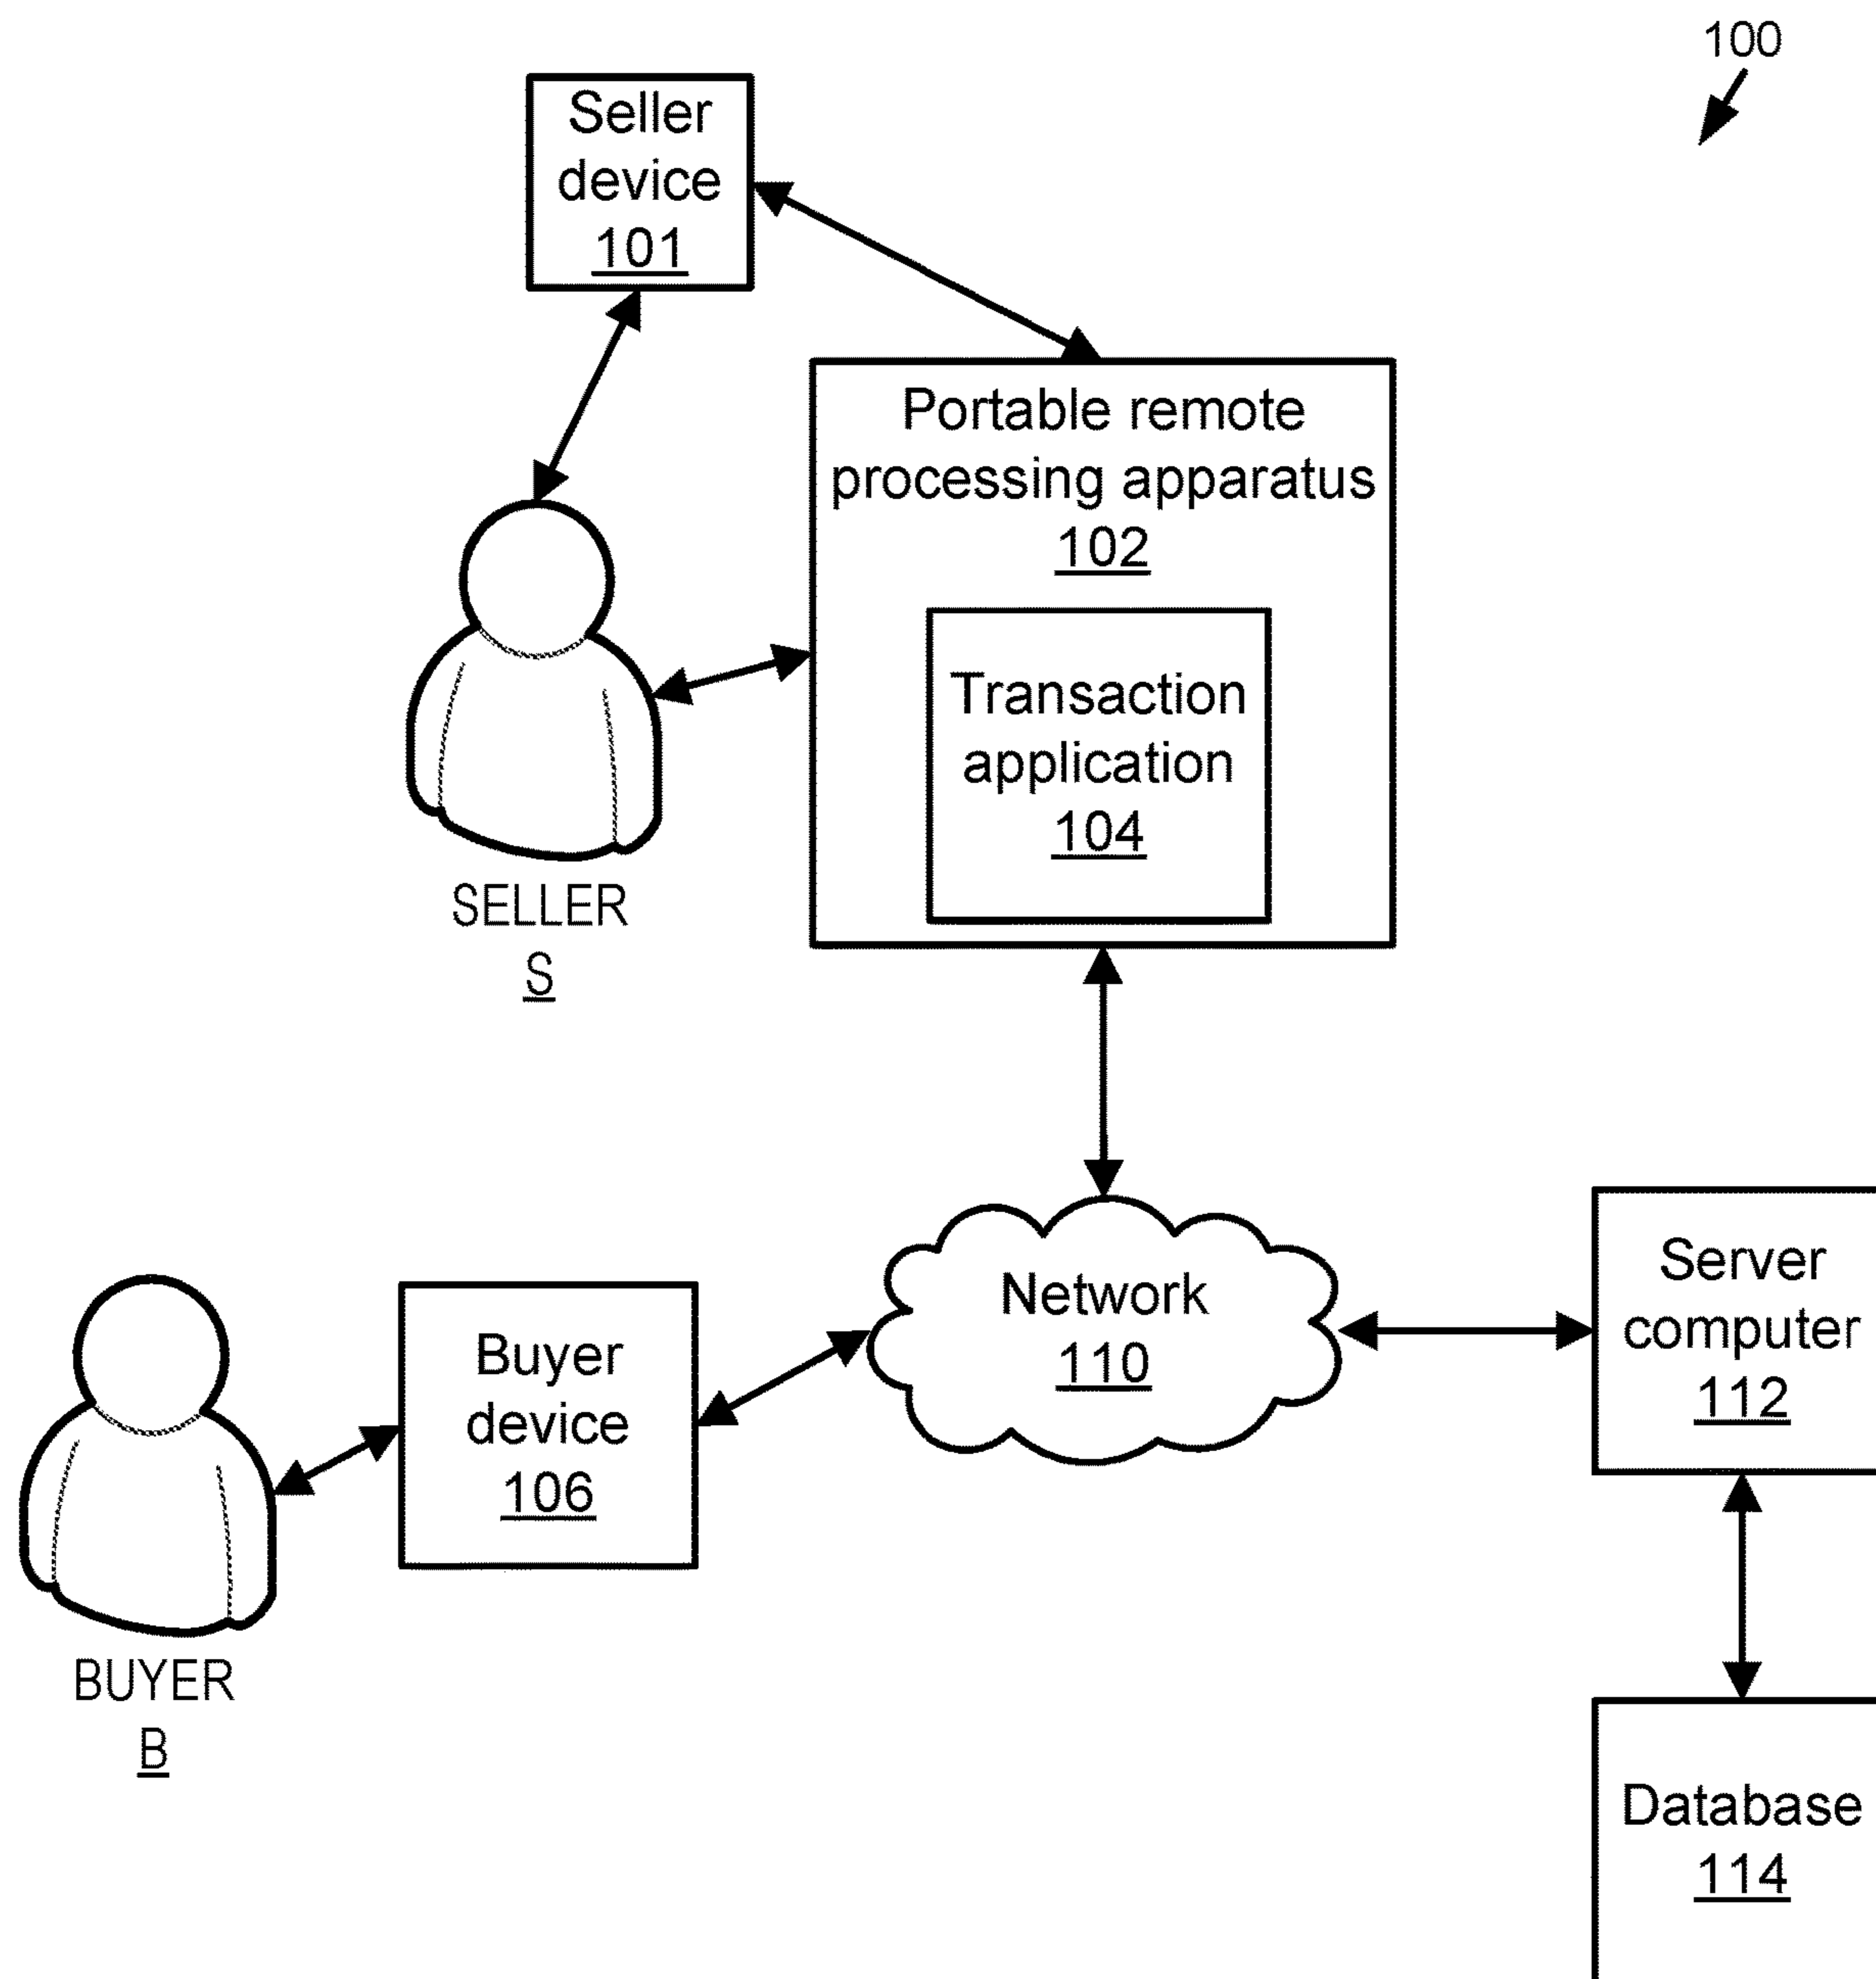 100
Seller
device
101
Portable remote
processing apparatus
102
Transaction
application
104
SELLER
S
Network
110
Server
computer
112
Buyer
device
106
BUYER
B
Database
114